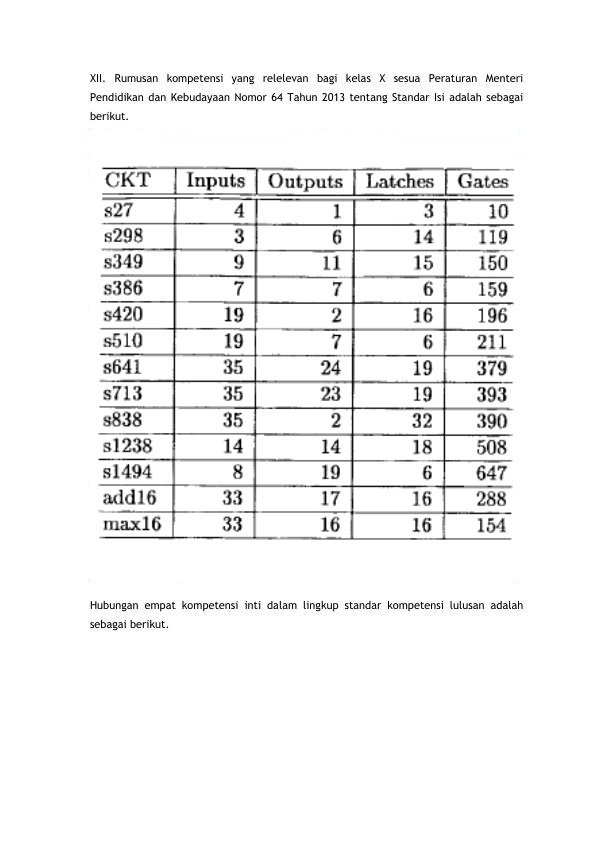 XII. Rumusan kompetensi yang relelevan bagi kelas X sesua Peraturan Menteri
Pendidikan dan Kebudayaan Nomor 64 Tahun 2013 tentang Standar Isi adalah sebagai
berikut.
CKT Inputs Outputs Latches Gates
s27 4 1 3 10
s298 3 6 14 119
s349 9 11 15 150
s386 7 7 6 159
s420 19 2 16 196
s510 19 7 6 211
s641 35 24 19 379
s713 35 23 19 393
s838 35 2 32 390
s1238 14 14 18 508
s1494 8 19 6 647
add16 33 17 16 288
max16 33 16 16 154
Hubungan empat kompetensi inti dalam lingkup standar kompetensi lulusan adalah
sebagai berikut.